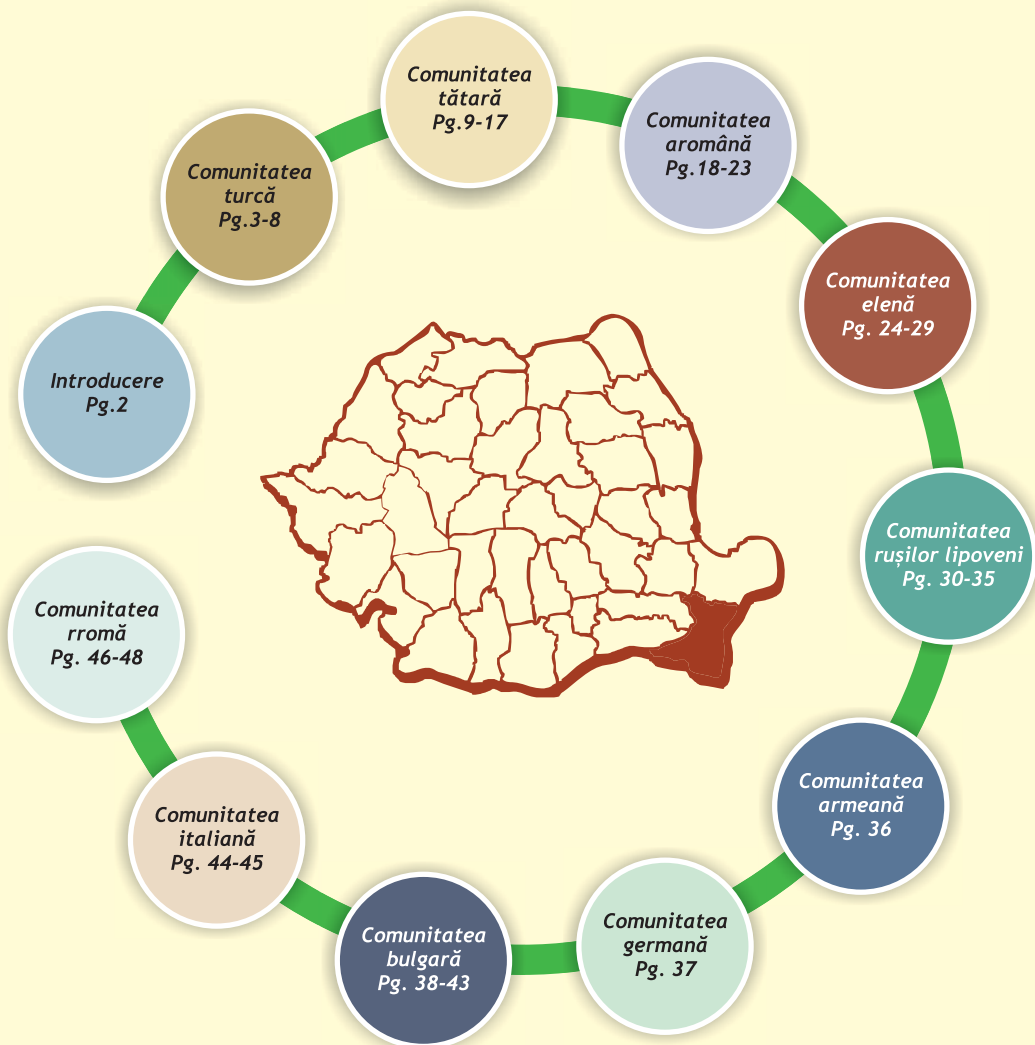 Introducere
Pg.2
Comunitatea
turcă
Pg.3-8
Comunitatea
tătară
Pg.9-17
Comunitatea
aromână
Pg.18-23
Comunitatea
elenă
Pg. 24-29
Comunitatea
rușilor lipoveni
Pg. 30-35
Comunitatea
armeană
Pg. 36
Comunitatea
germană
Pg. 37
Comunitatea
bulgară
Pg. 38-43
Comunitatea
italiană
Pg. 44-45
Comunitatea
rromă
Pg. 46-48